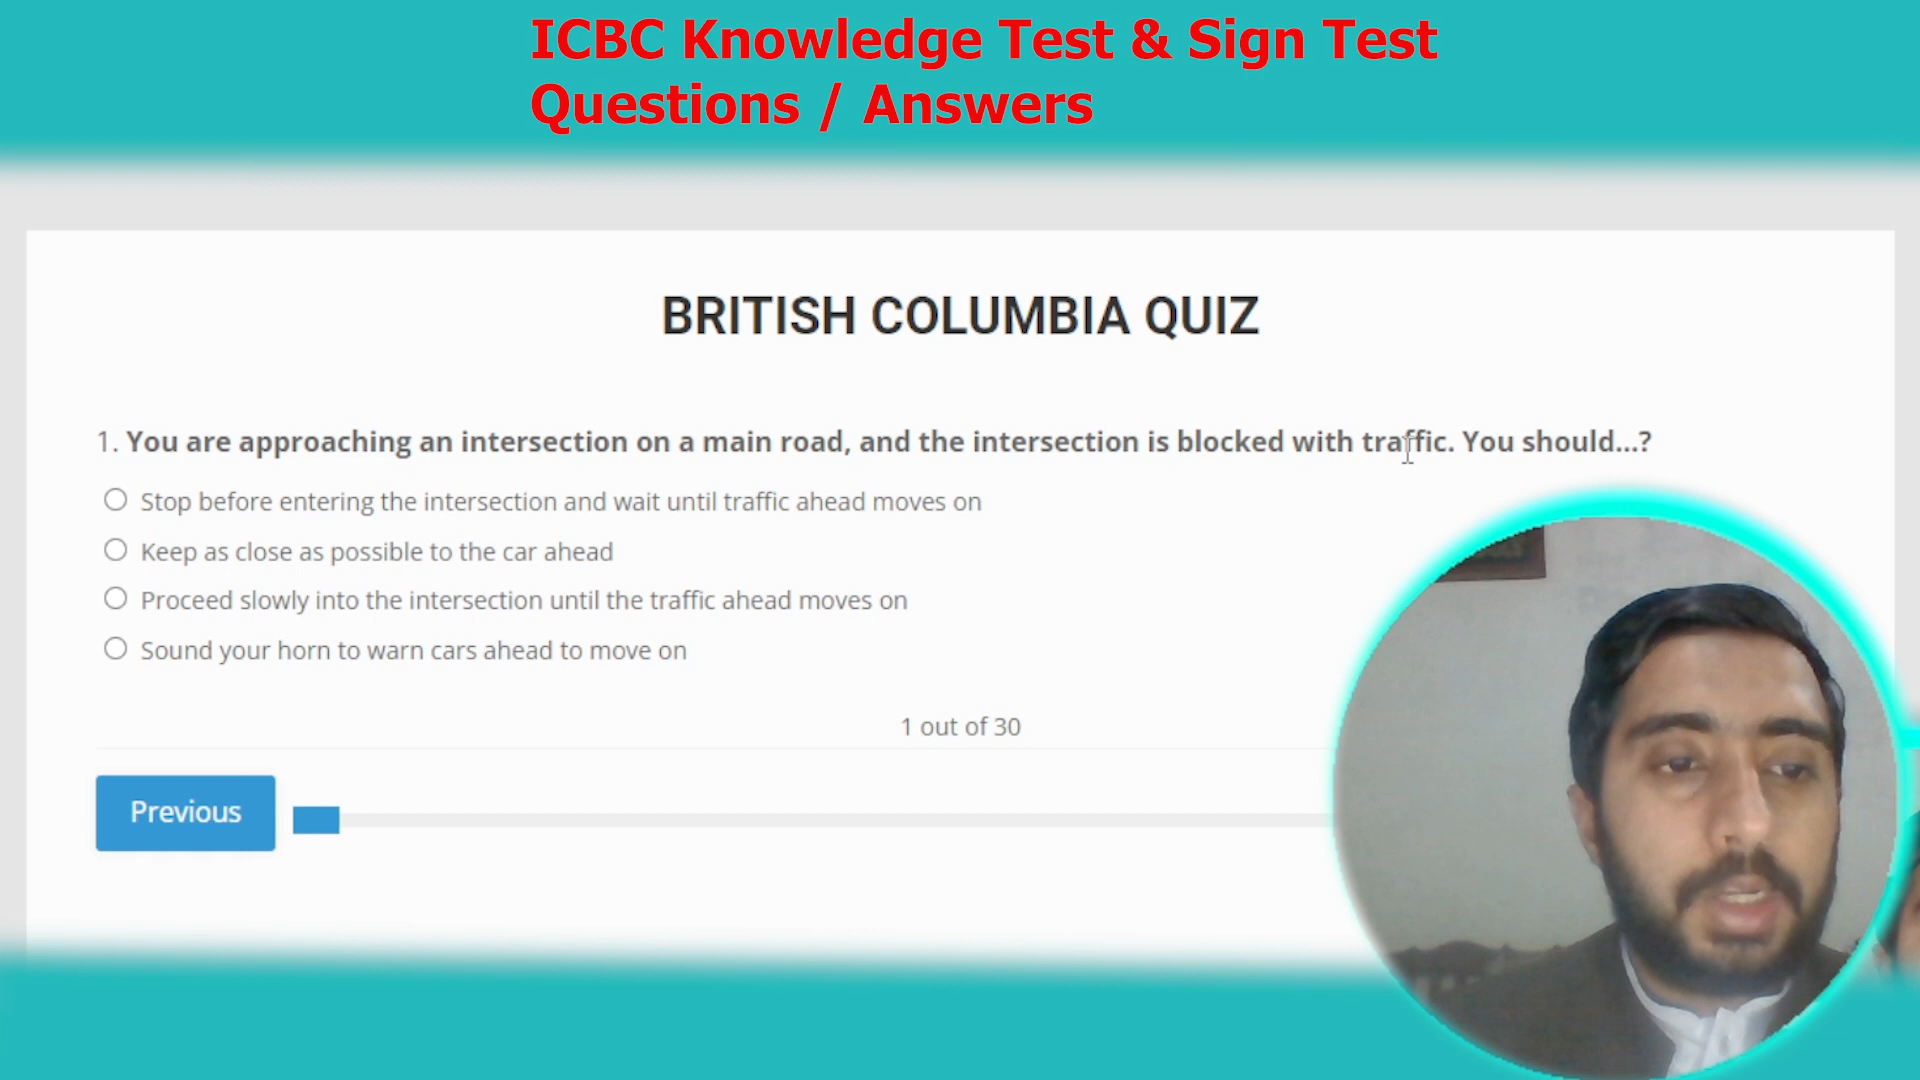 ICBC Knowledge Test & Sign Test
Questions / Answers
BRITISH COLUMBIA QUIZ
1. You are approaching an intersection on a main road, and the intersection is blocked with traffic. You should...?
Stop before entering the intersection and wait until traffic ahead moves on
Keep as close as possible to the car ahead
Proceed slowly into the intersection until the traffic ahead moves on
Sound your horn to warn cars ahead to move on
1 out of 30
Previous